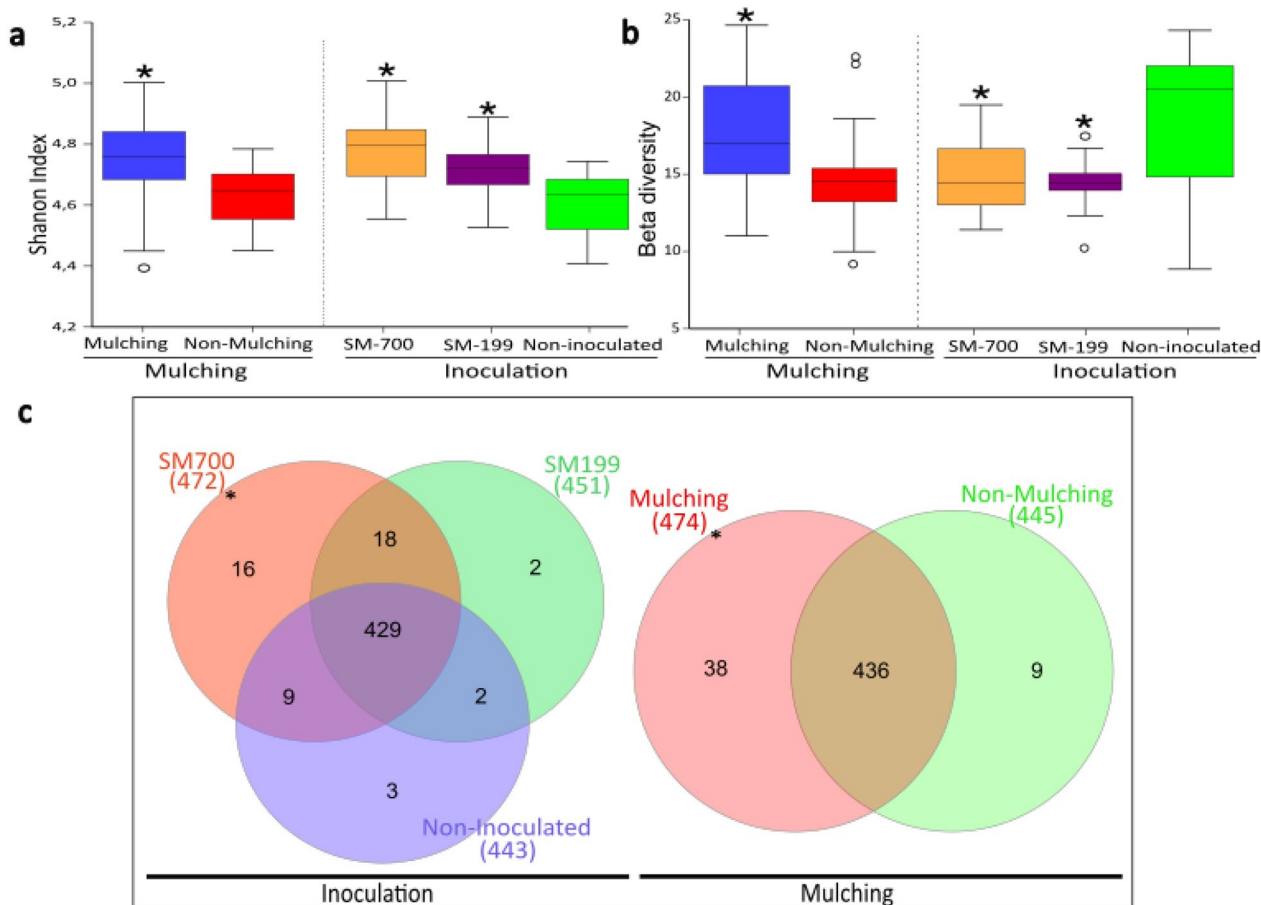 a
5,2
5,0
4,8
4,6
4,4
4,2
Shanon Index
*
*
*
Mulching Non-Mulching SM-700 SM-199 Non-inoculated
Mulching Inoculation
b
25
20
15
10
5
Beta diversity
*
*
*
Mulching Non-Mulching SM-700 SM-199 Non-inoculated
Mulching Inoculation
c
SM700
(472)
*
SM199
(451)
16
18
2
429
9
2
3
Non-Inoculated
(443)
Inoculation
Mulching
(474)
*
Non-Mulching
(445)
38
436
9
Mulching